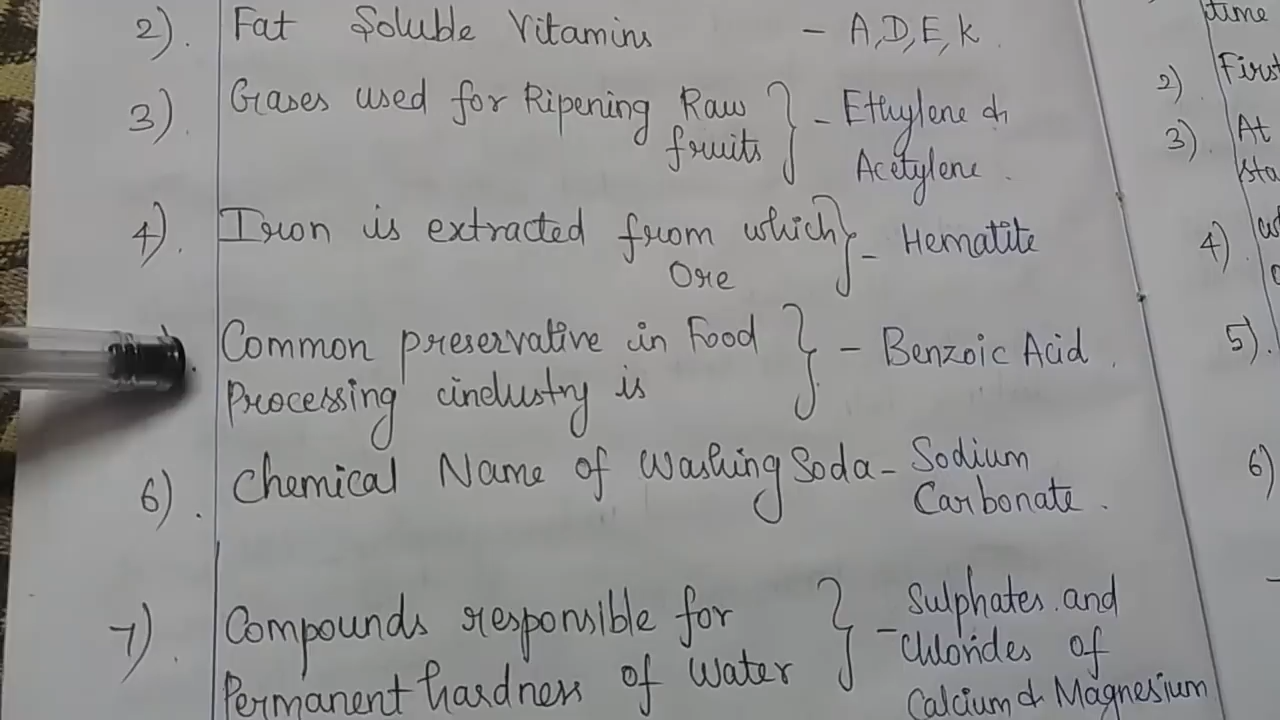 2). Fat Soluble Vitamins - A, D, E, K.
3). Gases used for Ripening Raw fruits } - Ethylene & Acetylene.
4). Iron is extracted from which Ore } - Hematite
Common preservative in Food Processing industry is } - Benzoic Acid.
6). Chemical Name of Washing Soda - Sodium Carbonate.
7). Compounds responsible for Permanent hardness of Water } - Sulphates and Chlorides of Calcium & Magnesium
time
2) First
3). At
4)
5).
6)